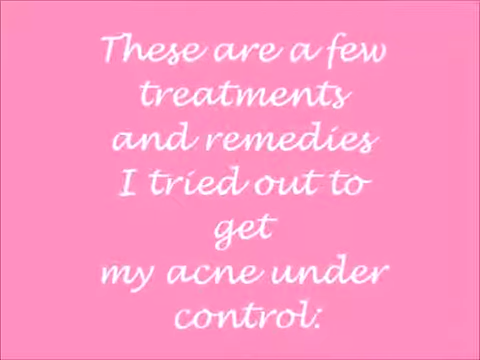 These are a few
treatments
and remedies
I tried out to
get
my acne under
control: